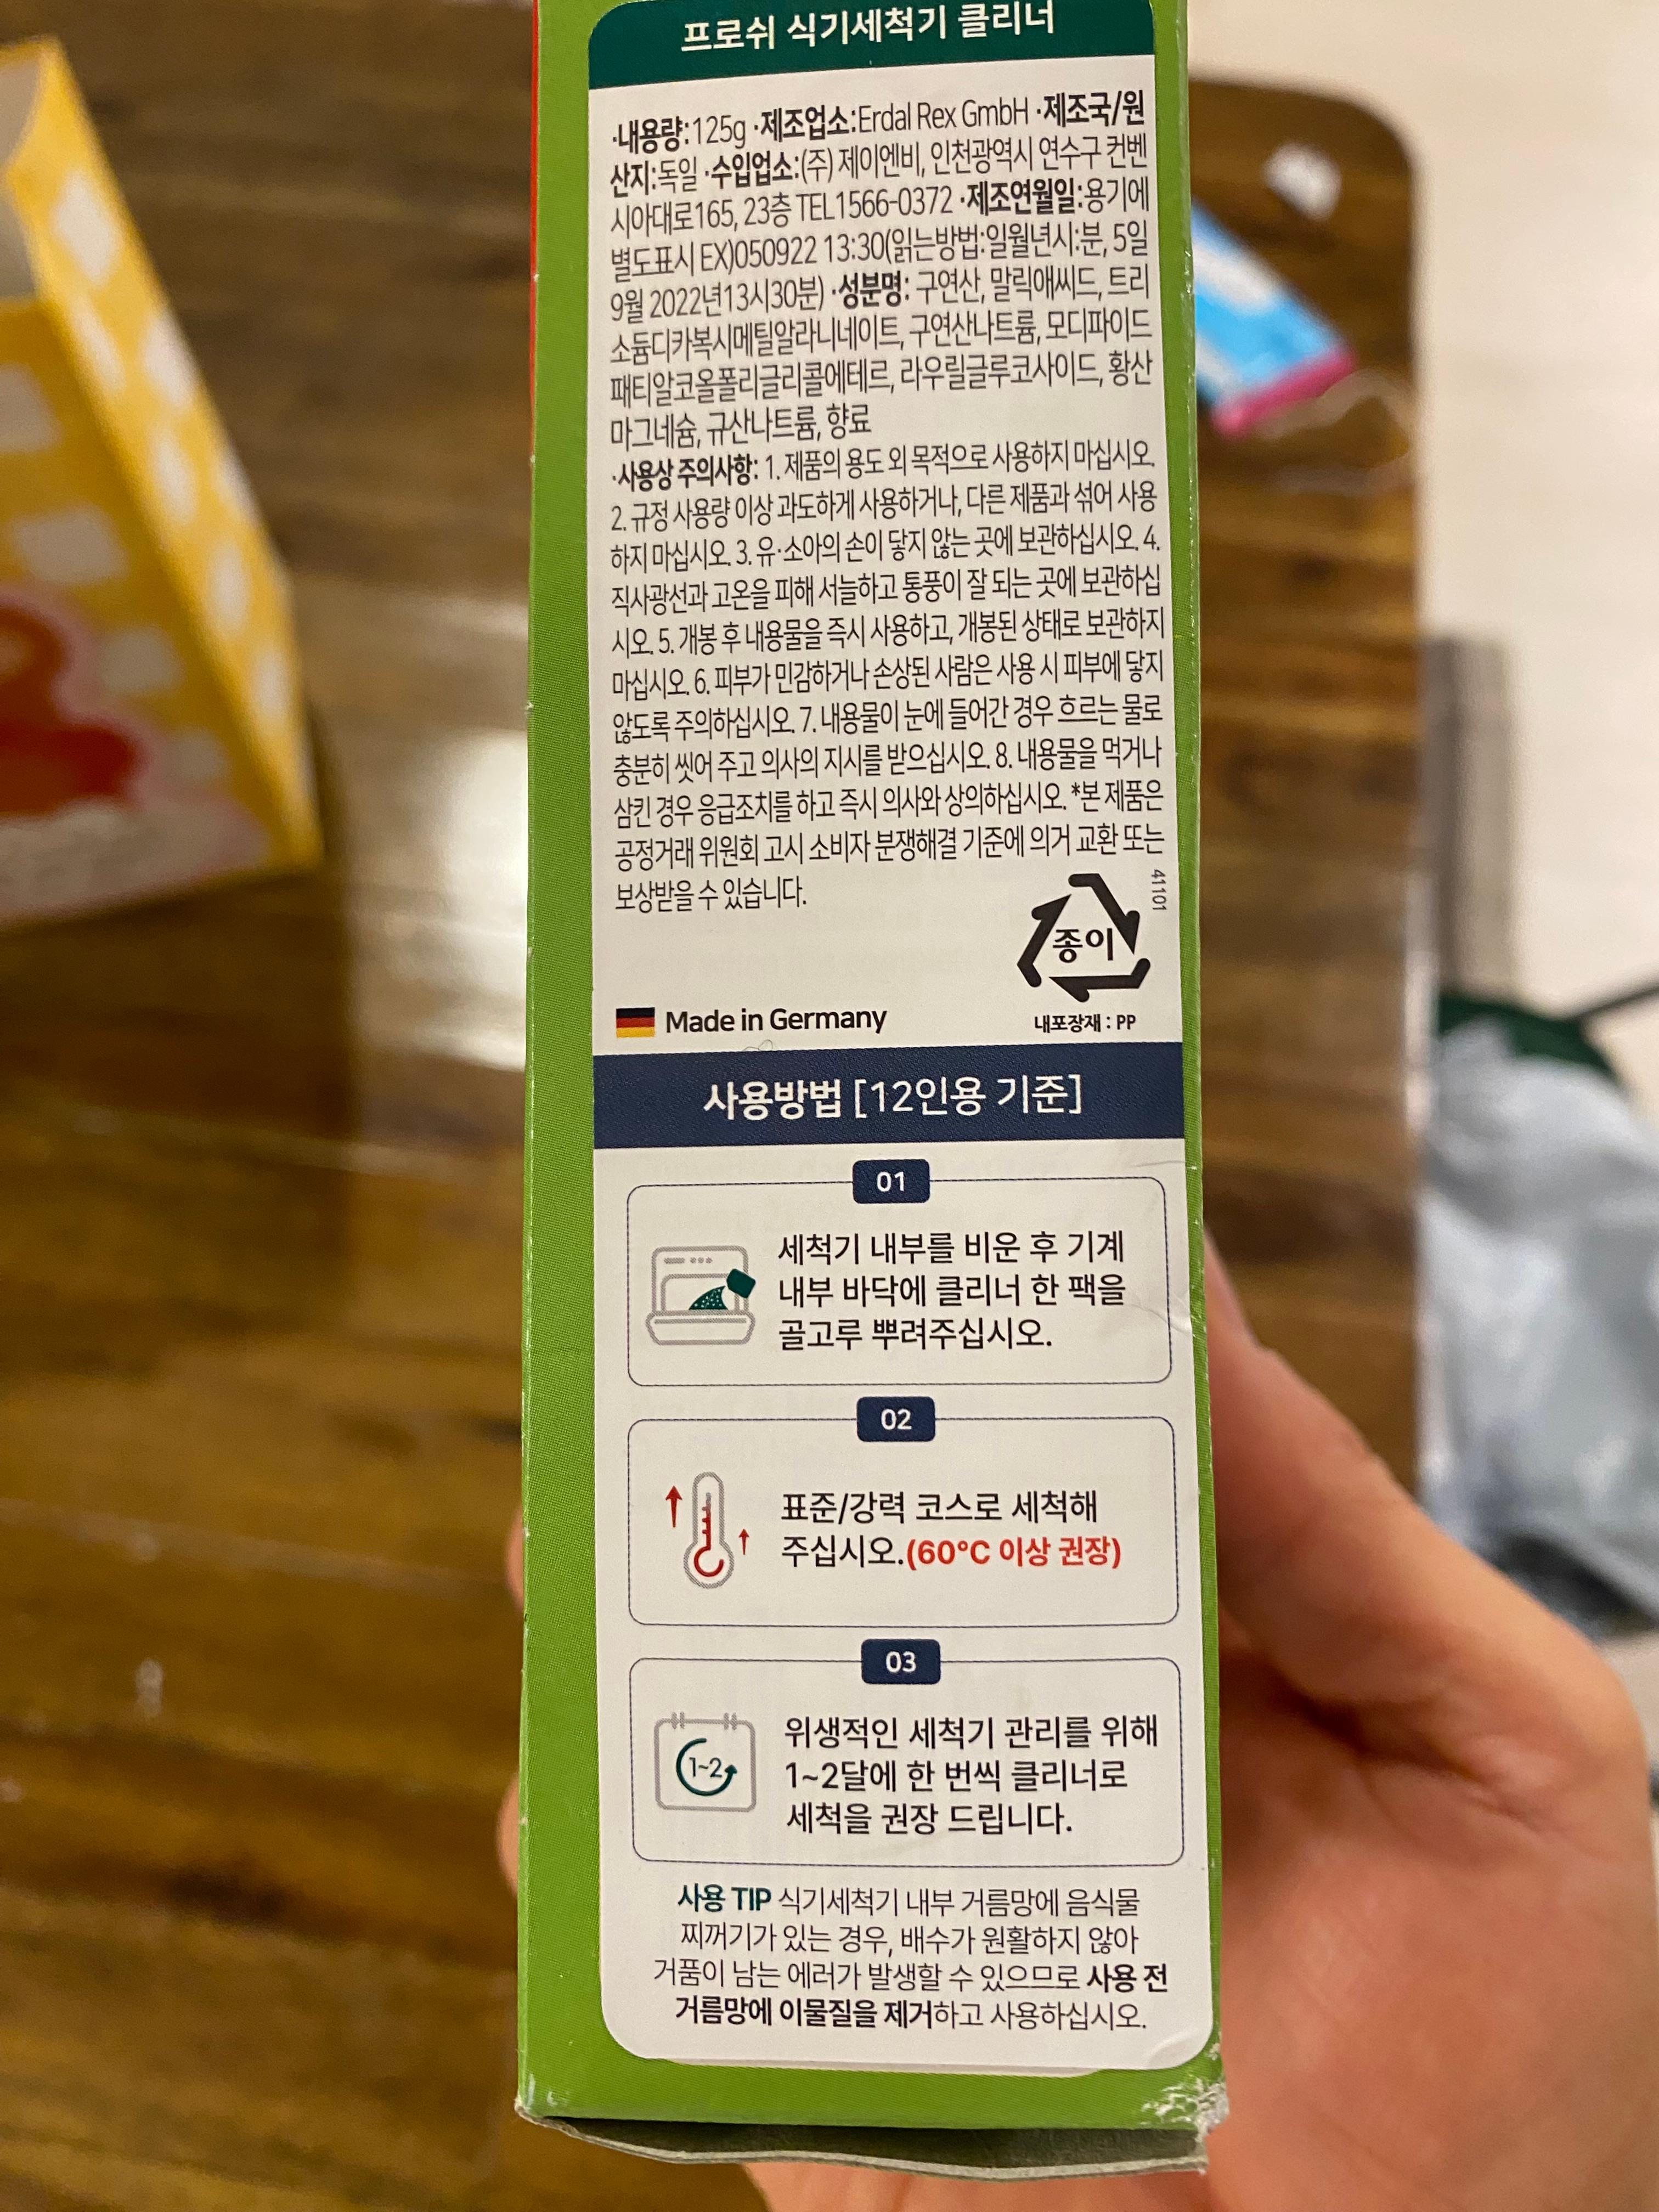 프로쉬 식기세척기 클리너
·내용량:125g ·제조업소:Erdal Rex GmbH ·제조국/원
산지:독일 ·수입업소:(주) 제이엔비, 인천광역시 연수구 컨벤
시아대로165, 23층 TEL1566-0372 ·제조연월일:용기에
별도표시 EX)050922 13:30(읽는방법:일월년시:분, 5일
9월 2022년13시30분) ·성분명: 구연산, 말릭애씨드, 트리
소듐디카복시메틸알라니네이트, 구연산나트륨, 모디파이드
패티알코올폴리글리콜에테르, 라우릴글루코사이드, 황산
마그네슘, 규산나트륨, 향료
·사용상 주의사항: 1. 제품의 용도 외 목적으로 사용하지 마십시오.
2. 규정 사용량 이상 과도하게 사용하거나, 다른 제품과 섞어 사용
하지 마십시오. 3. 유·소아의 손이 닿지 않는 곳에 보관하십시오. 4.
직사광선과 고온을 피해 서늘하고 통풍이 잘 되는 곳에 보관하십
시오. 5. 개봉 후 내용물을 즉시 사용하고, 개봉된 상태로 보관하지
마십시오. 6. 피부가 민감하거나 손상된 사람은 사용 시 피부에 닿지
않도록 주의하십시오. 7. 내용물이 눈에 들어간 경우 흐르는 물로
충분히 씻어 주고 의사의 지시를 받으십시오. 8. 내용물을 먹거나
삼킨 경우 응급조치를 하고 즉시 의사와 상의하십시오. *본 제품은
공정거래 위원회 고시 소비자 분쟁해결 기준에 의거 교환 또는
보상받을 수 있습니다.
41101
종이
Made in Germany
내포장재 : PP
사용방법 [12인용 기준]
01
세척기 내부를 비운 후 기계
내부 바닥에 클리너 한 팩을
골고루 뿌려주십시오.
02
표준/강력 코스로 세척해
주십시오.(60°C 이상 권장)
03
1~2
위생적인 세척기 관리를 위해
1~2달에 한 번씩 클리너로
세척을 권장 드립니다.
사용 TIP 식기세척기 내부 거름망에 음식물
찌꺼기가 있는 경우, 배수가 원활하지 않아
거품이 남는 에러가 발생할 수 있으므로 사용 전
거름망에 이물질을 제거하고 사용하십시오.